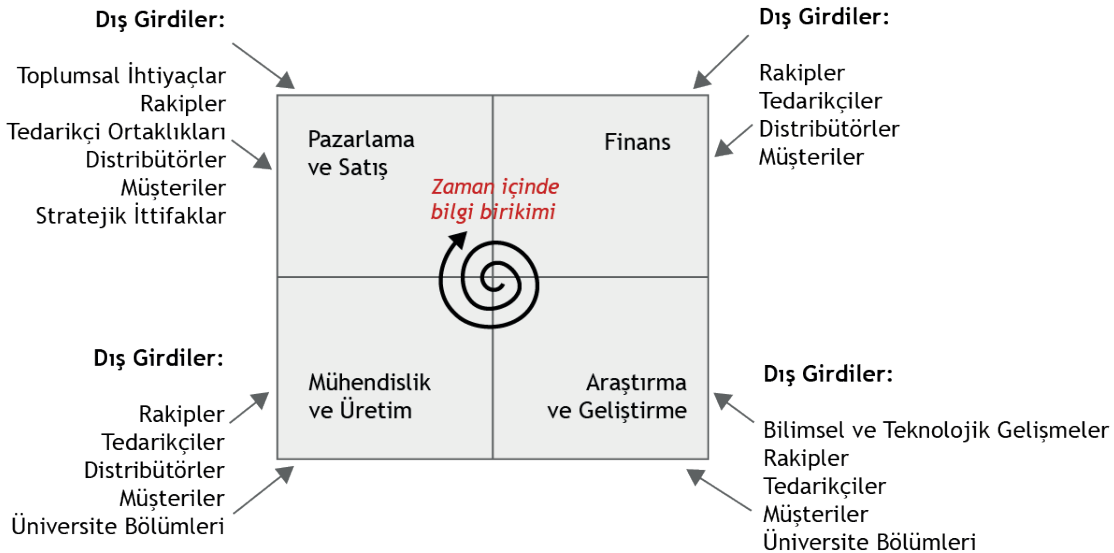 Dış Girdiler:
Toplumsal İhtiyaçlar
Rakipler
Tedarikçi Ortaklıkları
Distribütörler
Müşteriler
Stratejik İttifaklar
Dış Girdiler:
Rakipler
Tedarikçiler
Distribütörler
Müşteriler
Pazarlama
ve Satış
Finans
Zaman içinde
bilgi birikimi
Mühendislik
ve Üretim
Araştırma
ve Geliştirme
Dış Girdiler:
Rakipler
Tedarikçiler
Distribütörler
Müşteriler
Üniversite Bölümleri
Dış Girdiler:
Bilimsel ve Teknolojik Gelişmeler
Rakipler
Tedarikçiler
Müşteriler
Üniversite Bölümleri